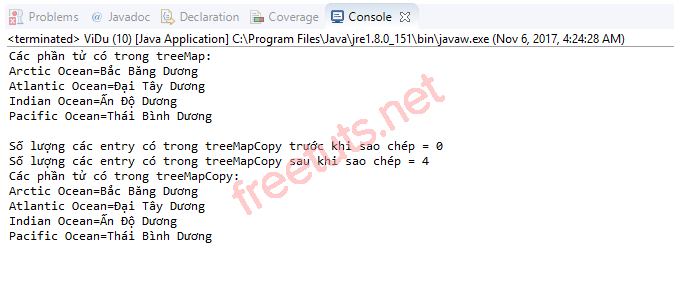 Problems @ Javadoc Declaration Coverage Console
<terminated> ViDu (10) [Java Application] C:\Program Files\Java\jre1.8.0_151\bin\javaw.exe (Nov 6, 2017, 4:24:28 AM)
Các phần tử có trong treeMap:
Arctic Ocean=Bắc Băng Dương
Atlantic Ocean=Đại Tây Dương
Indian Ocean=Ấn Độ Dương
Pacific Ocean=Thái Bình Dương
Số lượng các entry có trong treeMapCopy trước khi sao chép = 0
Số lượng các entry có trong treeMapCopy sau khi sao chép = 4
Các phần tử có trong treeMapCopy:
Arctic Ocean=Bắc Băng Dương
Atlantic Ocean=Đại Tây Dương
Indian Ocean=Ấn Độ Dương
Pacific Ocean=Thái Bình Dương
freetuts.net